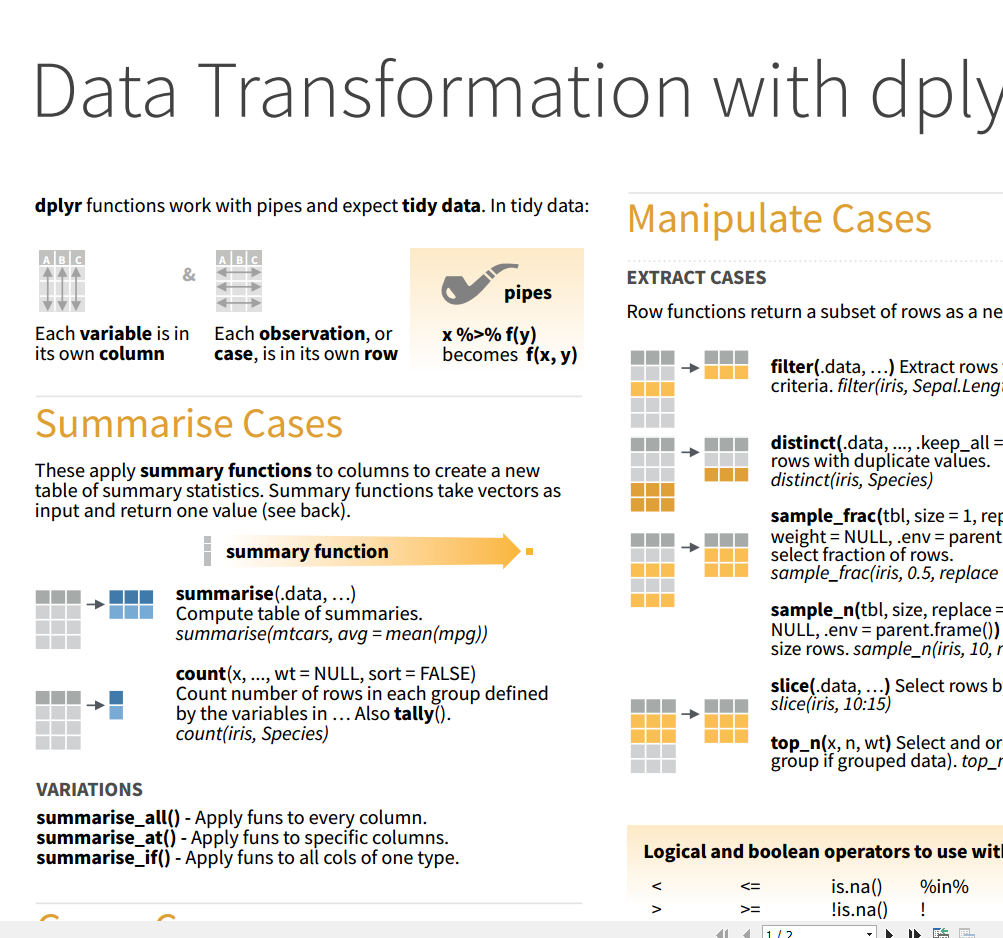 Data Transformation with dply
dplyr functions work with pipes and expect tidy data. In tidy data:
A B C
&
A B C
pipes
Each variable is in
its own column
Each observation, or
case, is in its own row
x %>% f(y)
becomes f(x, y)
Summarise Cases
These apply summary functions to columns to create a new
table of summary statistics. Summary functions take vectors as
input and return one value (see back).
summary function
summarise(.data, …)
Compute table of summaries.
summarise(mtcars, avg = mean(mpg))
count(x, ..., wt = NULL, sort = FALSE)
Count number of rows in each group defined
by the variables in … Also tally().
count(iris, Species)
VARIATIONS
summarise_all() - Apply funs to every column.
summarise_at() - Apply funs to specific columns.
summarise_if() - Apply funs to all cols of one type.
Manipulate Cases
EXTRACT CASES
Row functions return a subset of rows as a ne
filter(.data, …) Extract rows
criteria. filter(iris, Sepal.Leng
distinct(.data, ..., .keep_all =
rows with duplicate values.
distinct(iris, Species)
sample_frac(tbl, size = 1, rep
weight = NULL, .env = parent
select fraction of rows.
sample_frac(iris, 0.5, replace
sample_n(tbl, size, replace =
NULL, .env = parent.frame())
size rows. sample_n(iris, 10, r
slice(.data, …) Select rows b
slice(iris, 10:15)
top_n(x, n, wt) Select and or
group if grouped data). top_n
Logical and boolean operators to use wit
< <= is.na() %in%
> >= !is.na() !
1 / 2